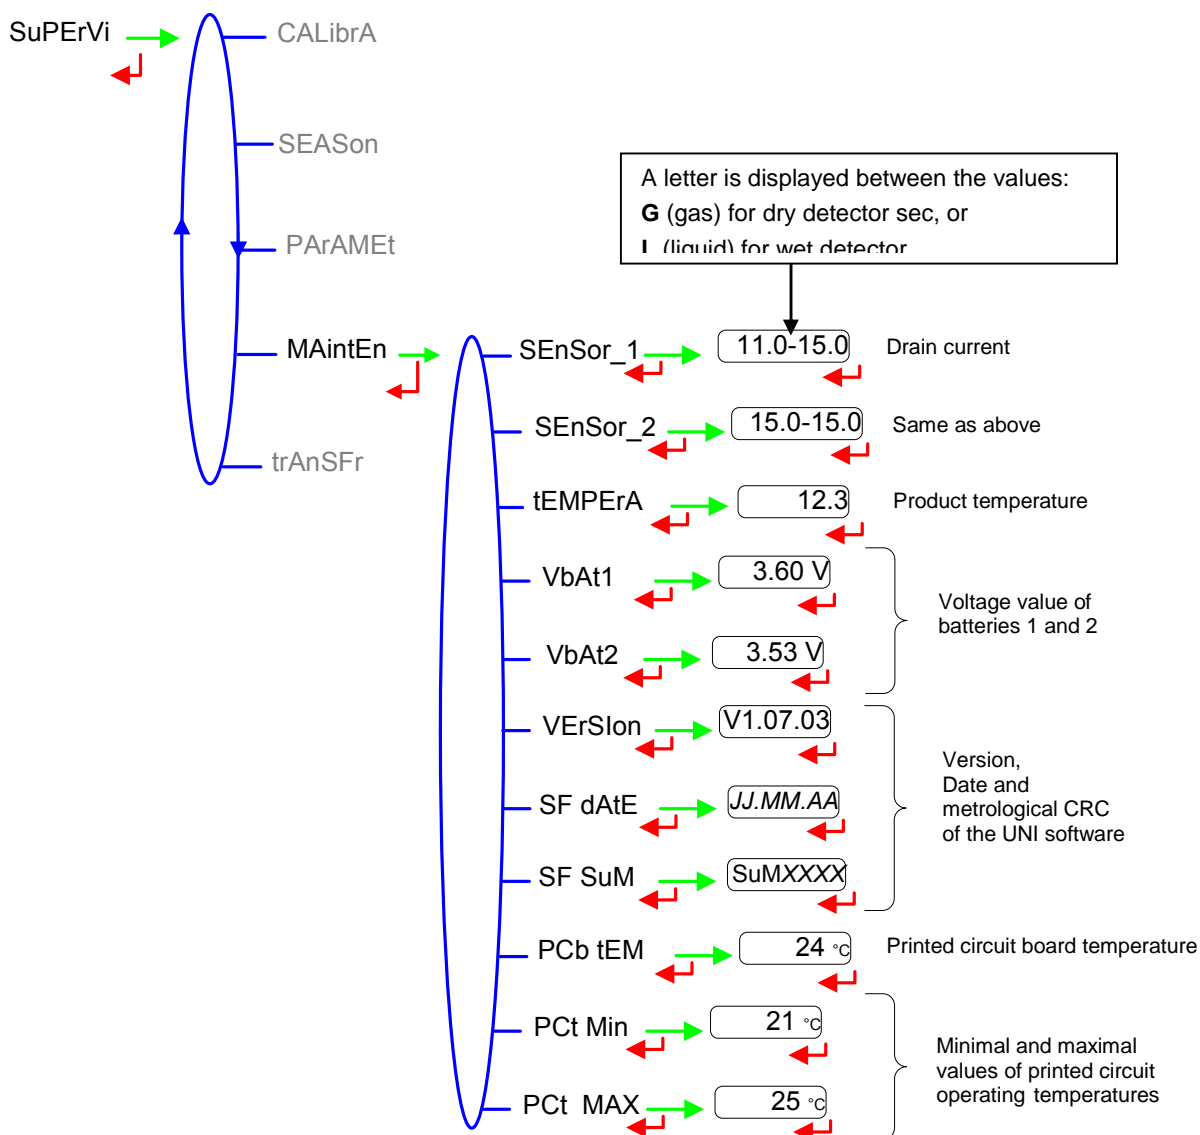 SuPErVi
CALibrA
SEASon
PArAMEt
MAintEn
trAnSFr
A letter is displayed between the values:
G (gas) for dry detector sec, or
L (liquid) for wet detector
SEnSor_1
11.0-15.0
Drain current
SEnSor_2
15.0-15.0
Same as above
tEMPErA
12.3
Product temperature
VbAt1
3.60 V
VbAt2
3.53 V
Voltage value of
batteries 1 and 2
VErSIon
V1.07.03
SF dAtE
JJ.MM.AA
SF SuM
SuMXXXX
Version,
Date and
metrological CRC
of the UNI software
PCb tEM
24 °C
Printed circuit board temperature
PCt Min
21 °C
PCt MAX
25 °C
Minimal and maximal
values of printed circuit
operating temperatures